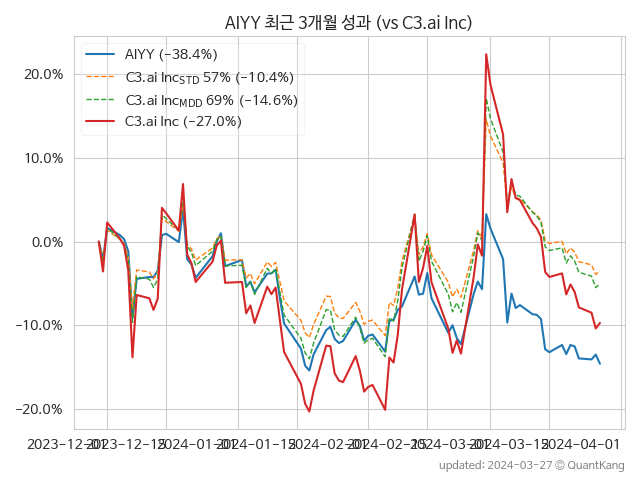 AIYY 최근 3개월 성과 (vs C3.ai Inc)
AIYY (−38.4%)
C3.ai IncSTD 57% (−10.4%)
C3.ai IncMDD 69% (−14.6%)
C3.ai Inc (−27.0%)
20.0%
10.0%
0.0%
−10.0%
−20.0%
2023−12−01 2023−12−15 2024−01−01 2024−01−15 2024−02−01 2024−02−15 2024−03−01 2024−03−15 2024−04−01
updated: 2024−03−27 © QuantKang